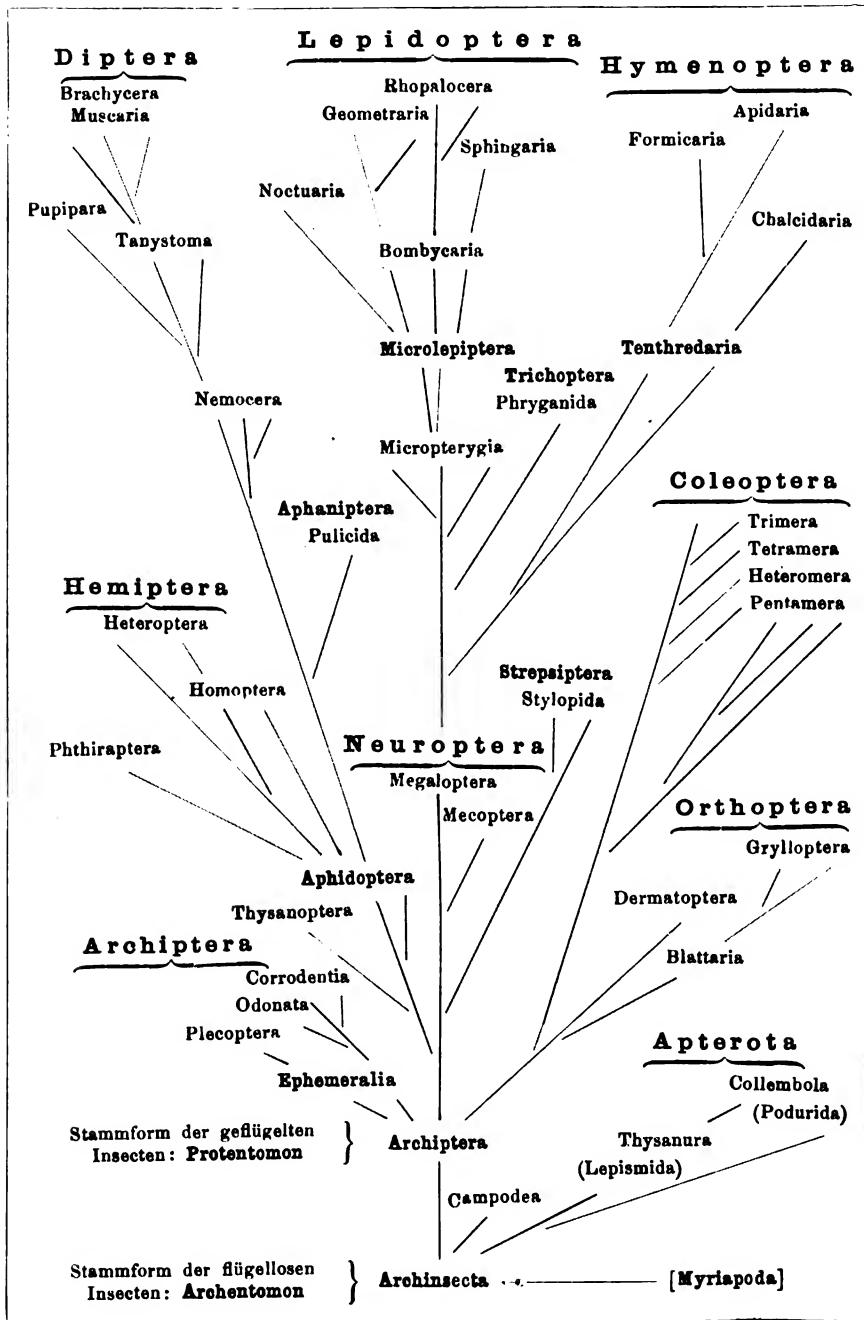 Lepidoptera
Diptera
Hymenoptera
Brachycera
Muscaria
Rhopalocera
Geometraria
Apidaria
Formicaria
Sphingaria
Noctuaria
Pupipara
Chalcidaria
Tanystoma
Bombycaria
Microlepiptera
Tenthredaria
Trichoptera
Phryganida
Nemocera
Micropterygia
Coleoptera
Aphaniptera
Pulicida
Trimera
Tetramera
Heteromera
Pentamera
Hemiptera
Heteroptera
Homoptera
Strepsiptera
Stylopida
Phthiraptera
Neuroptera
Megaloptera
Mecoptera
Orthoptera
Grylloptera
Aphidoptera
Dermatoptera
Thysanoptera
Archiptera
Blattaria
Corrodentia
Odonata
Plecoptera
Apterota
Ephemeralia
Collembola
(Podurida)
Stammform der geflügelten
Insecten: Protentomon
Archiptera
Thysanura
(Lepismida)
Campodea
Stammform der flügellosen
Insecten: Archentomon
Archinsecta
[Myriapoda]